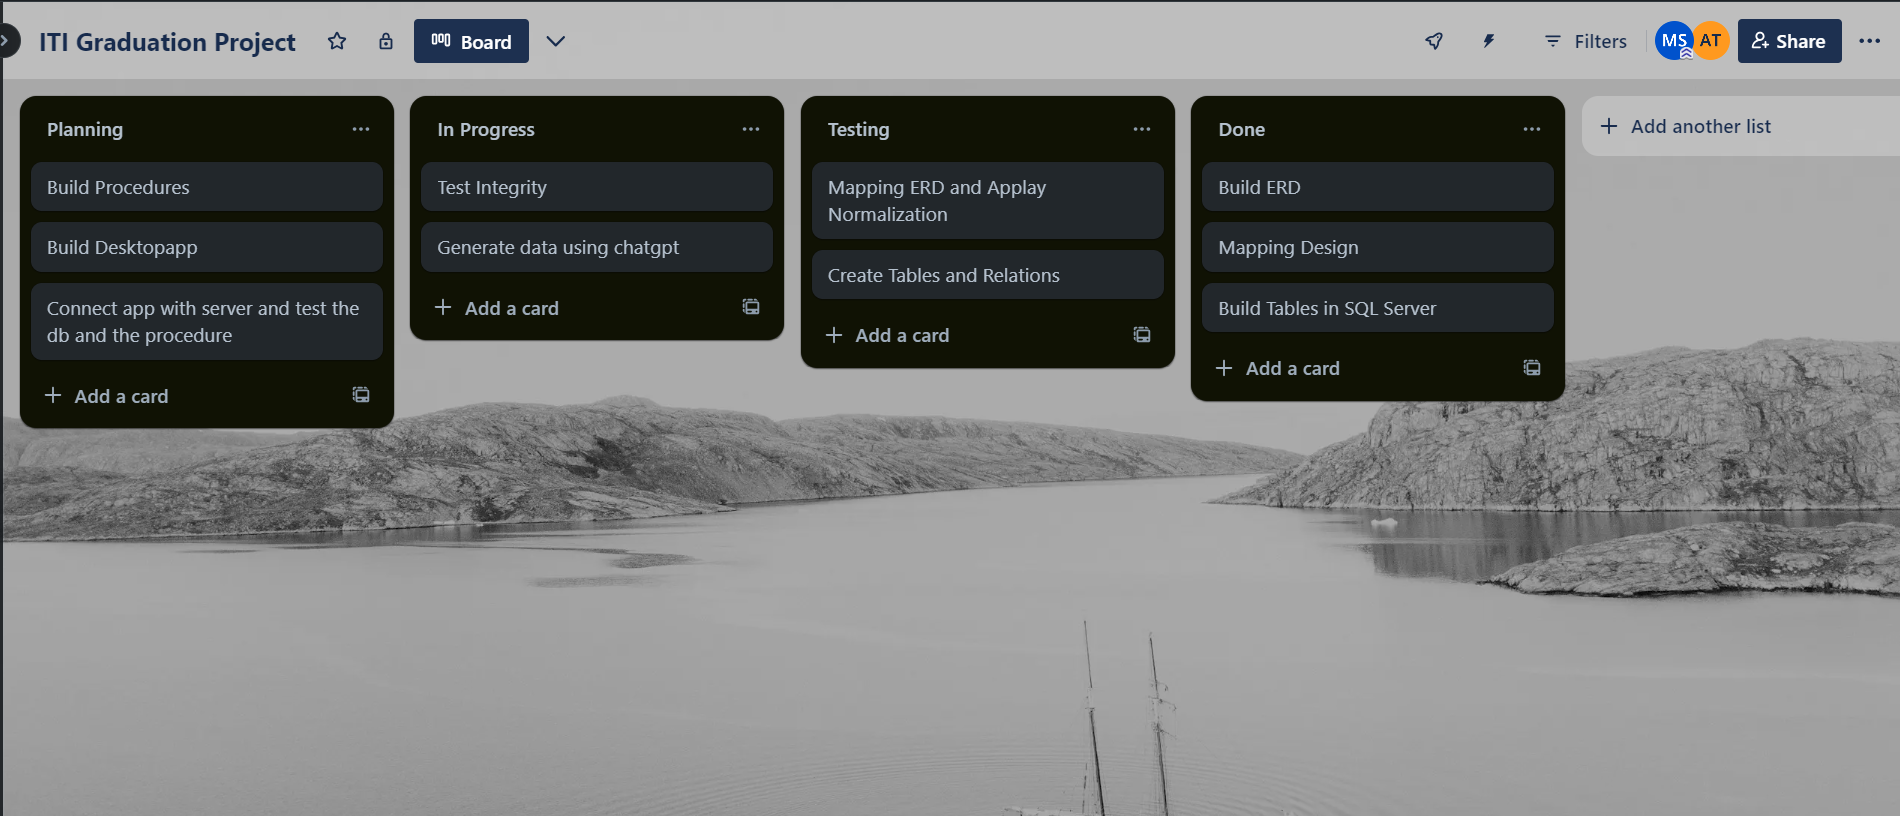 ITI Graduation Project
Board
Filters
MS
AT
Share
Planning
Build Procedures
Build Desktopapp
Connect app with server and test the
db and the procedure
Add a card
In Progress
Test Integrity
Generate data using chatgpt
Add a card
Testing
Mapping ERD and Applay
Normalization
Create Tables and Relations
Add a card
Done
Build ERD
Mapping Design
Build Tables in SQL Server
Add a card
Add another list